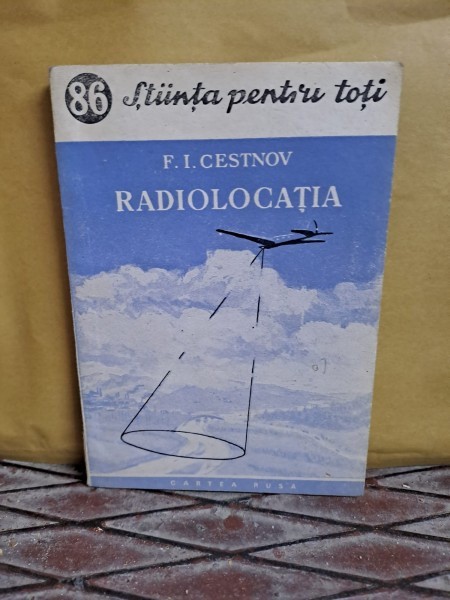 86 Știința pentru toți
F. I. CESTNOV
RADIOLOCAȚIA
CARTEA RUSĂ